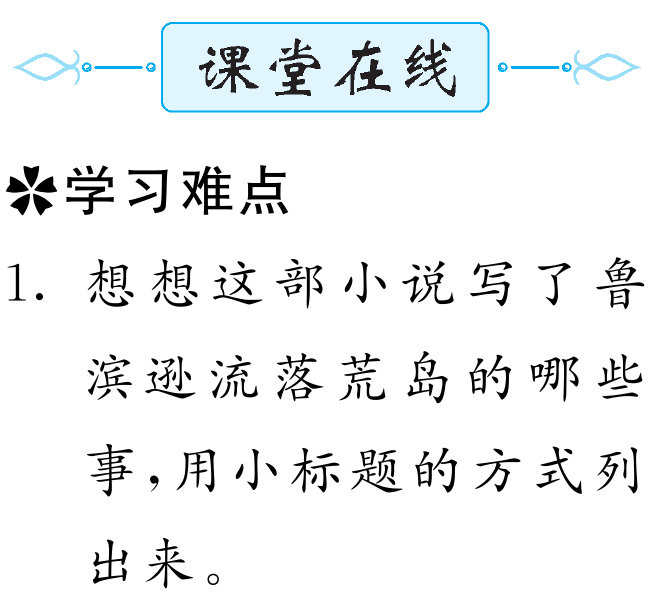 课堂在线
学习难点
1. 想想这部小说写了鲁
滨逊流落荒岛的哪些
事,用小标题的方式列
出来。